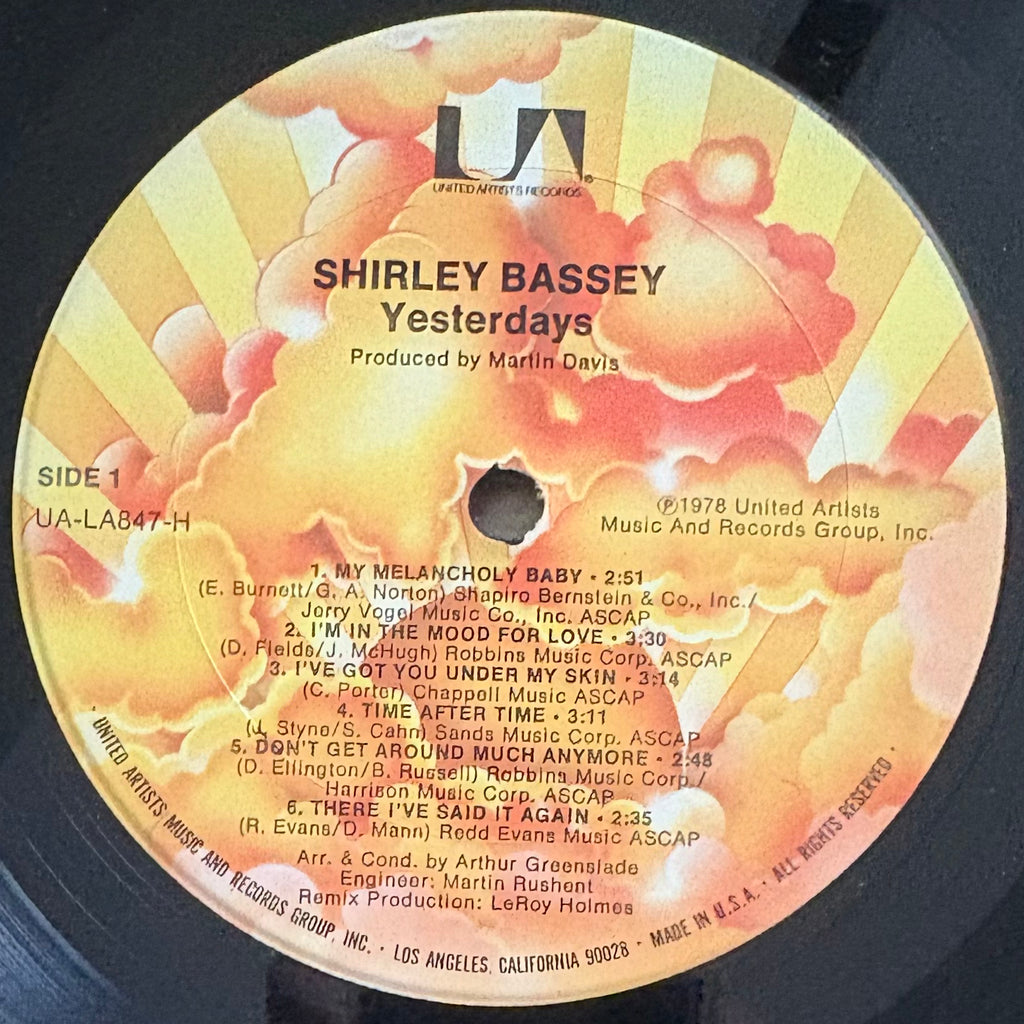 UA®
UNITED ARTISTS RECORDS
SHIRLEY BASSEY
Yesterdays
Produced by Martin Davis
SIDE 1
UA-LA847-H
℗1978 United Artists
Music And Records Group, Inc.
1. MY MELANCHOLY BABY • 2:51
(E. Burnett/G. A. Norton) Shapiro Bernstein & Co., Inc./
Jerry Vogel Music Co., Inc. ASCAP
2. I'M IN THE MOOD FOR LOVE • 3:30
(D. Fields/J. McHugh) Robbins Music Corp. ASCAP
3. I'VE GOT YOU UNDER MY SKIN • 3:14
(C. Porter) Chappell Music ASCAP
4. TIME AFTER TIME • 3:11
(J. Styne/S. Cahn) Sands Music Corp. ASCAP
5. DON'T GET AROUND MUCH ANYMORE • 2:48
(D. Ellington/B. Russell) Robbins Music Corp./
Harrison Music Corp. ASCAP
6. THERE I'VE SAID IT AGAIN • 2:35
(R. Evans/D. Mann) Redd Evans Music ASCAP
Arr. & Cond. by Arthur Greenslade
Engineer: Martin Rushent
Remix Production: LeRoy Holmes
• UNITED ARTISTS MUSIC AND RECORDS GROUP, INC. • LOS ANGELES, CALIFORNIA 90028 • MADE IN U.S.A. • ALL RIGHTS RESERVED •